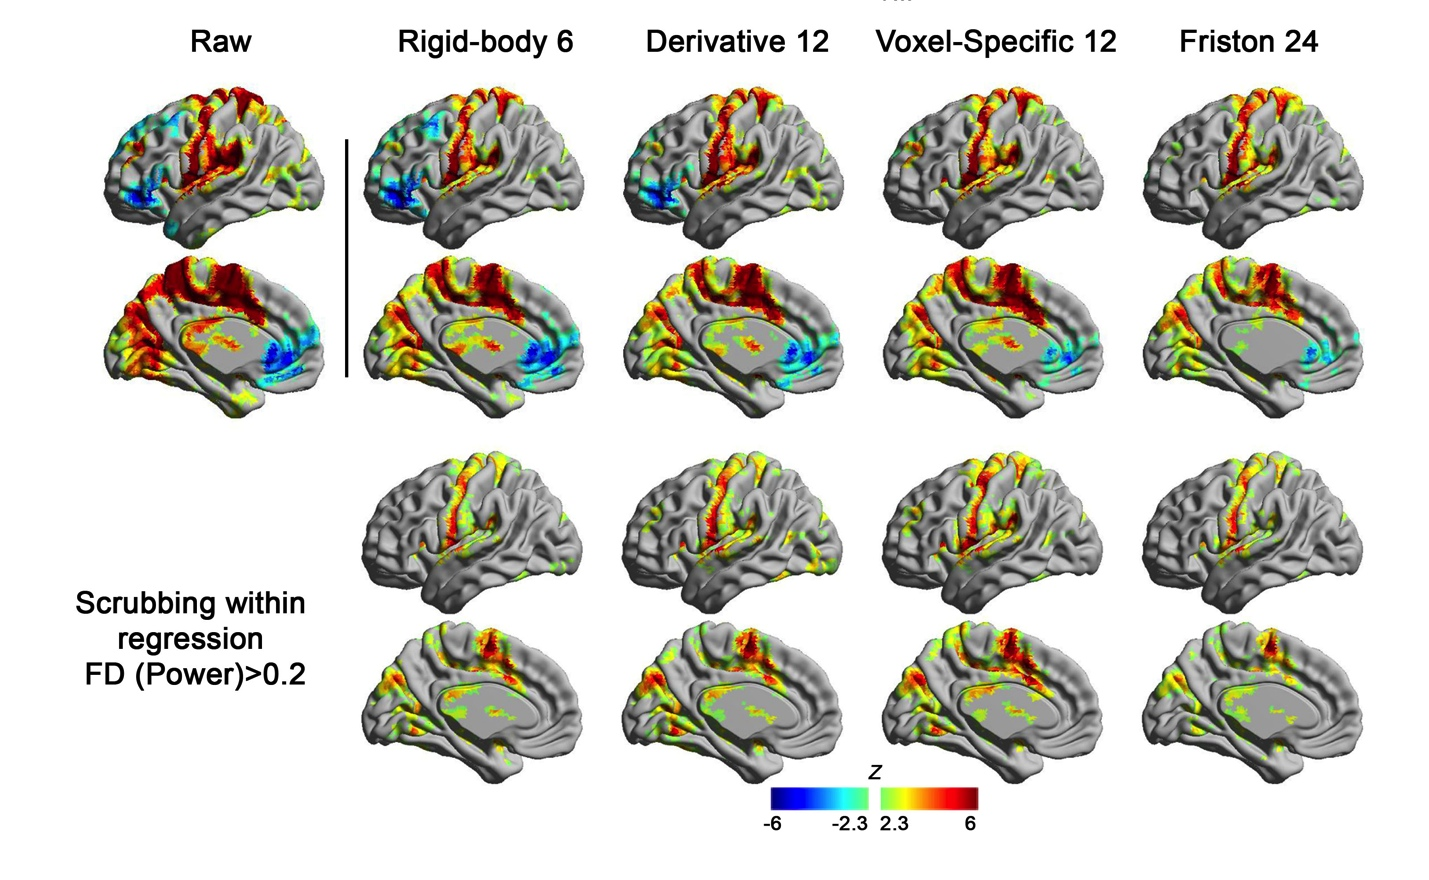 Raw Rigid-body 6 Derivative 12 Voxel-Specific 12 Friston 24
Scrubbing within
regression
FD (Power)>0.2
z
-6 -2.3 2.3 6